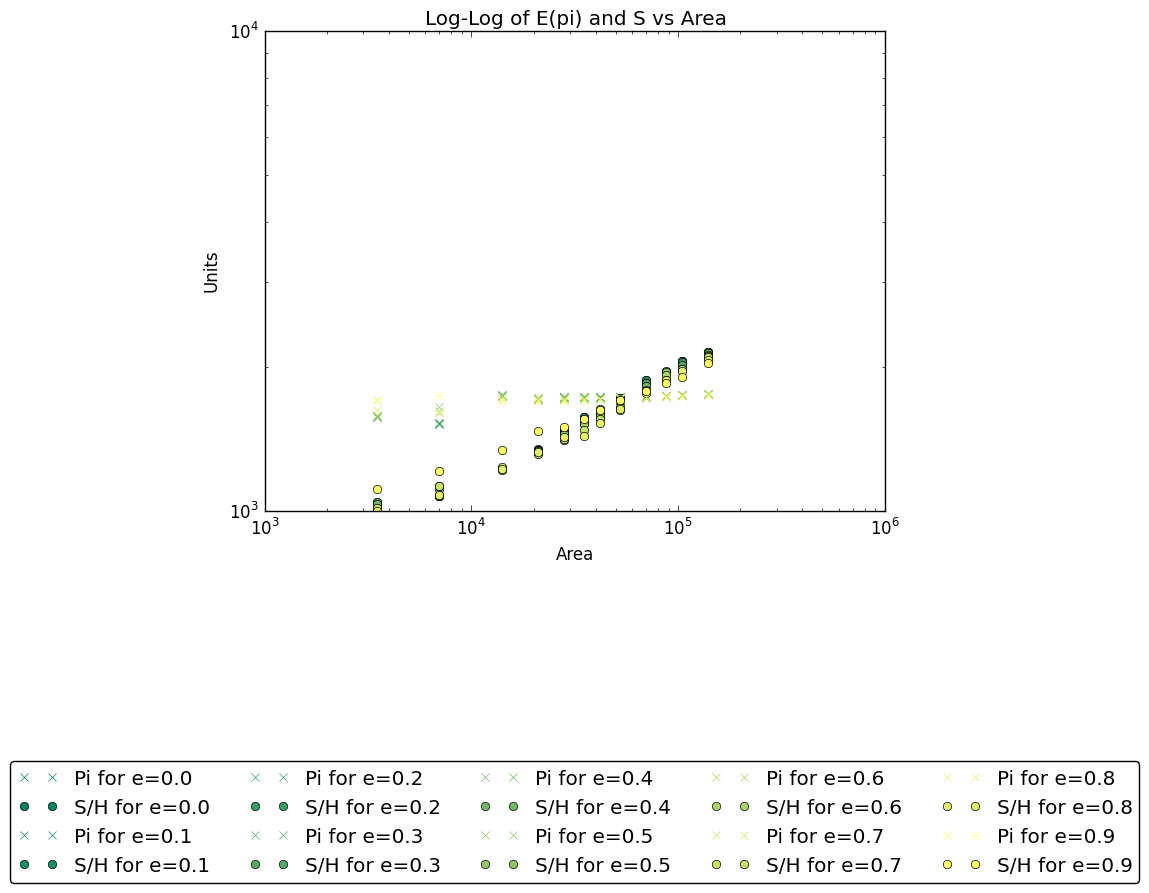 Log-Log of E(pi) and S vs Area
10^4
Units
10^3
10^3 10^4 10^5 10^6
Area
Pi for e=0.0 Pi for e=0.2 Pi for e=0.4 Pi for e=0.6 Pi for e=0.8
S/H for e=0.0 S/H for e=0.2 S/H for e=0.4 S/H for e=0.6 S/H for e=0.8
Pi for e=0.1 Pi for e=0.3 Pi for e=0.5 Pi for e=0.7 Pi for e=0.9
S/H for e=0.1 S/H for e=0.3 S/H for e=0.5 S/H for e=0.7 S/H for e=0.9